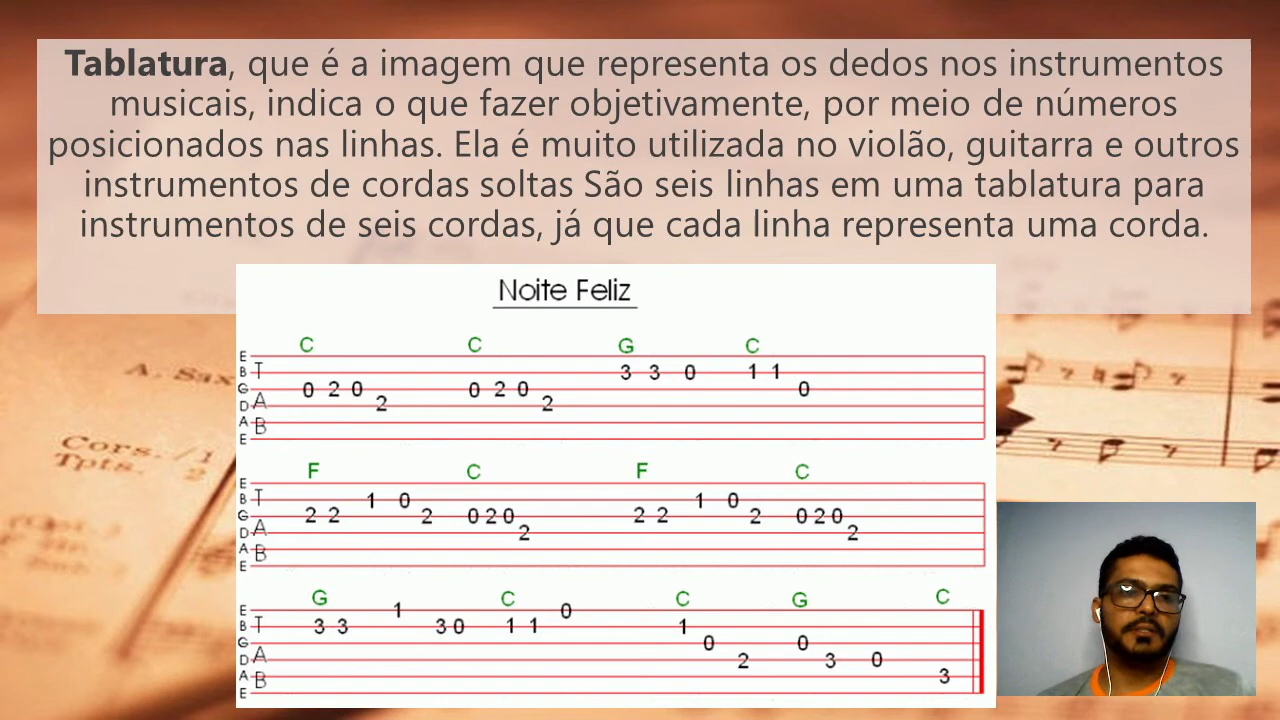 Tablatura, que é a imagem que representa os dedos nos instrumentos
musicais, indica o que fazer objetivamente, por meio de números
posicionados nas linhas. Ela é muito utilizada no violão, guitarra e outros
instrumentos de cordas soltas São seis linhas em uma tablatura para
instrumentos de seis cordas, já que cada linha representa uma corda.
Noite Feliz
C C G C
E
B T 3 3 0 1 1
G 0 2 0 0 2 0 0
D A 2 2
A B
E
F C F C
E
B T 1 0 1 0
G 2 2 2 0 2 0 2 2 2 0 2 0
D A 2 2
A B
E
G C C G C
E 1 0
B T 3 3 3 0 1 1 1
G 0 0
D A 2 3 0
A B 3
E
A. Sax
Cors. /1
Tpts. 2